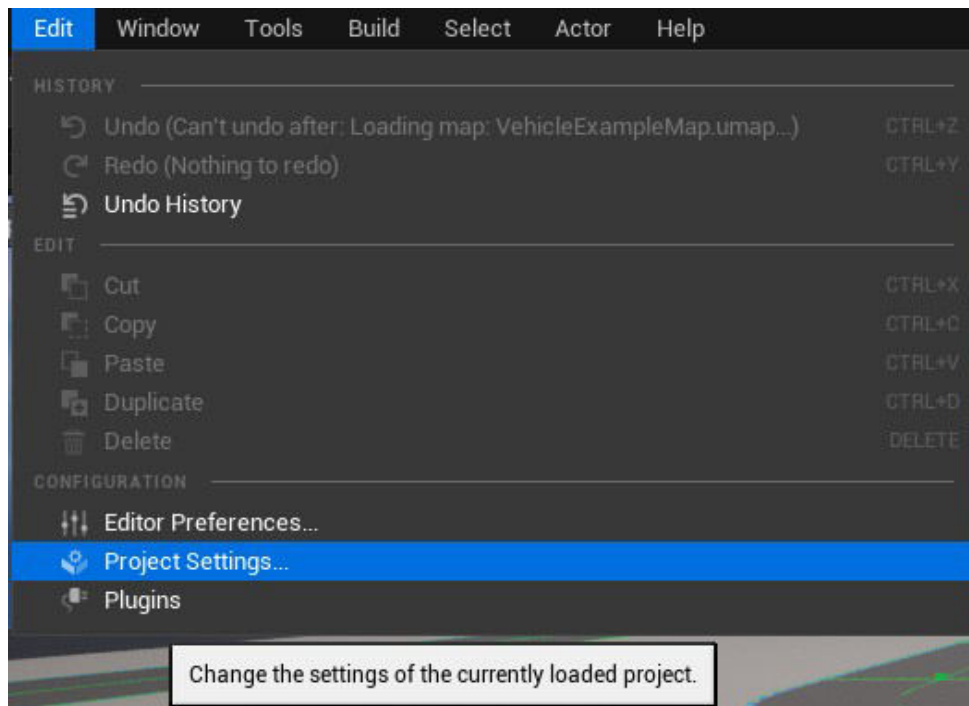 Edit Window Tools Build Select Actor Help
HISTORY
Undo (Can't undo after: Loading map: VehicleExampleMap.umap...) CTRL+Z
Redo (Nothing to redo) CTRL+Y
Undo History
EDIT
Cut CTRL+X
Copy CTRL+C
Paste CTRL+V
Duplicate CTRL+D
Delete DELETE
CONFIGURATION
Editor Preferences...
Project Settings...
Plugins
Change the settings of the currently loaded project.